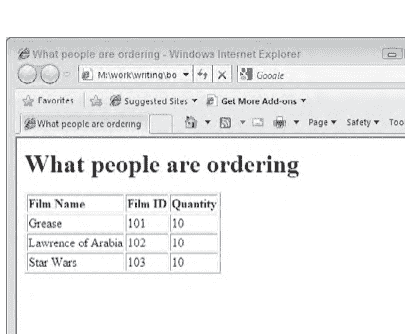 What people are ordering - Windows Internet Explorer
M:\work\writing\bo
Google
Favorites Suggested Sites Get More Add-ons
What people are ordering Page Safety Too
What people are ordering
Film Name Film ID Quantity
Grease 101 10
Lawrence of Arabia 102 10
Star Wars 103 10